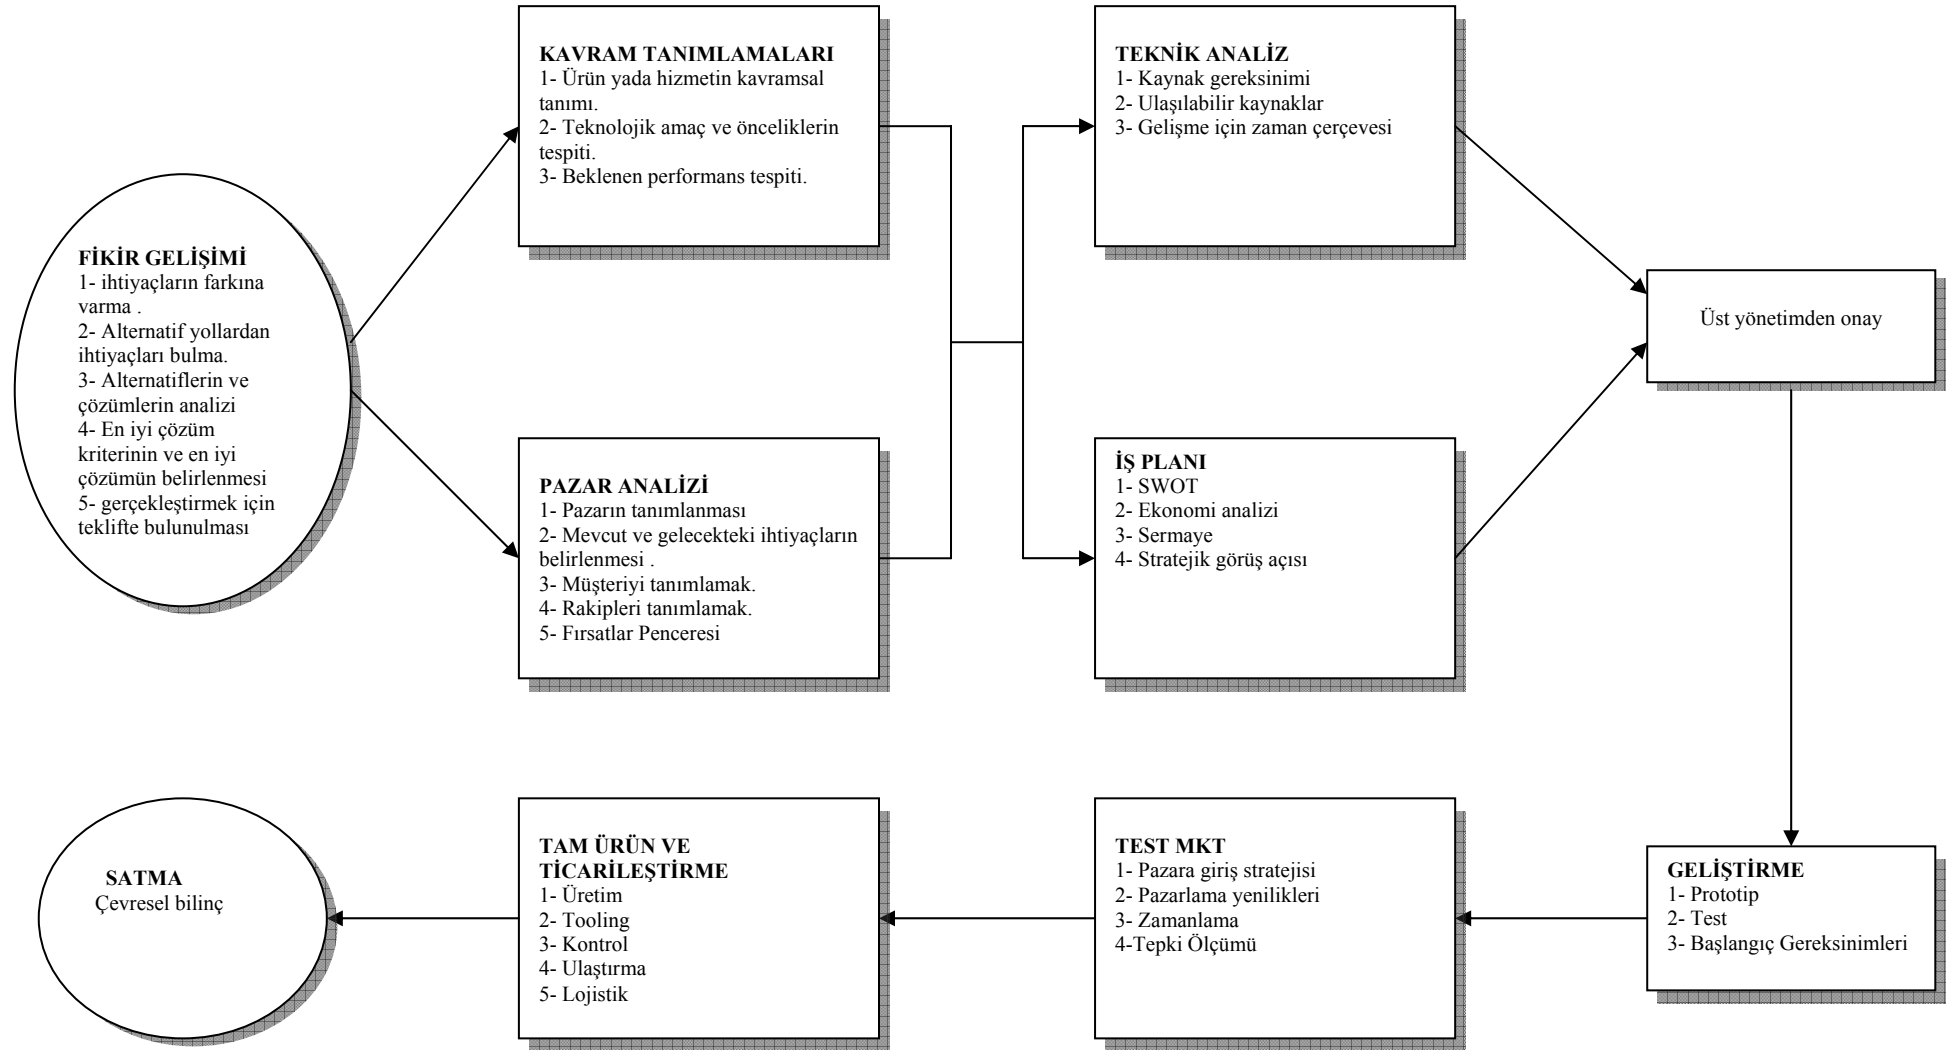 FİKİR GELİŞİMİ
1- ihtiyaçların farkına
varma .
2- Alternatif yollardan
ihtiyaçları bulma.
3- Alternatiflerin ve
çözümlerin analizi
4- En iyi çözüm
kriterinin ve en iyi
çözümün belirlenmesi
5- gerçekleştirmek için
teklifte bulunulması
KAVRAM TANIMLAMALARI
1- Ürün yada hizmetin kavramsal
tanımı.
2- Teknolojik amaç ve önceliklerin
tespiti.
3- Beklenen performans tespiti.
PAZAR ANALİZİ
1- Pazarın tanımlanması
2- Mevcut ve gelecekteki ihtiyaçların
belirlenmesi .
3- Müşteriyi tanımlamak.
4- Rakipleri tanımlamak.
5- Fırsatlar Penceresi
TEKNİK ANALİZ
1- Kaynak gereksinimi
2- Ulaşılabilir kaynaklar
3- Gelişme için zaman çerçevesi
İŞ PLANI
1- SWOT
2- Ekonomi analizi
3- Sermaye
4- Stratejik görüş açısı
Üst yönetimden onay
GELİŞTİRME
1- Prototip
2- Test
3- Başlangıç Gereksinimleri
TEST MKT
1- Pazara giriş stratejisi
2- Pazarlama yenilikleri
3- Zamanlama
4-Tepki Ölçümü
TAM ÜRÜN VE
TİCARİLEŞTİRME
1- Üretim
2- Tooling
3- Kontrol
4- Ulaştırma
5- Lojistik
SATMA
Çevresel bilinç